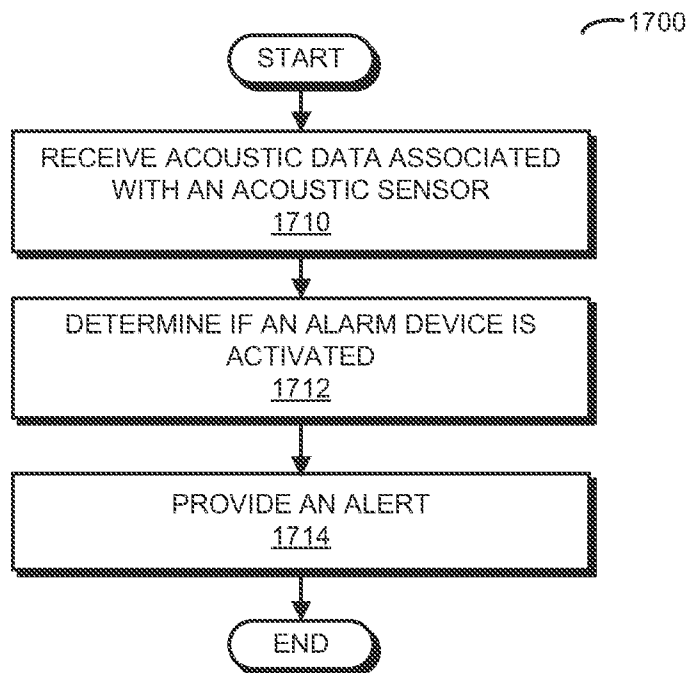 1700
START
RECEIVE ACOUSTIC DATA ASSOCIATED
WITH AN ACOUSTIC SENSOR
1710
DETERMINE IF AN ALARM DEVICE IS
ACTIVATED
1712
PROVIDE AN ALERT
1714
END